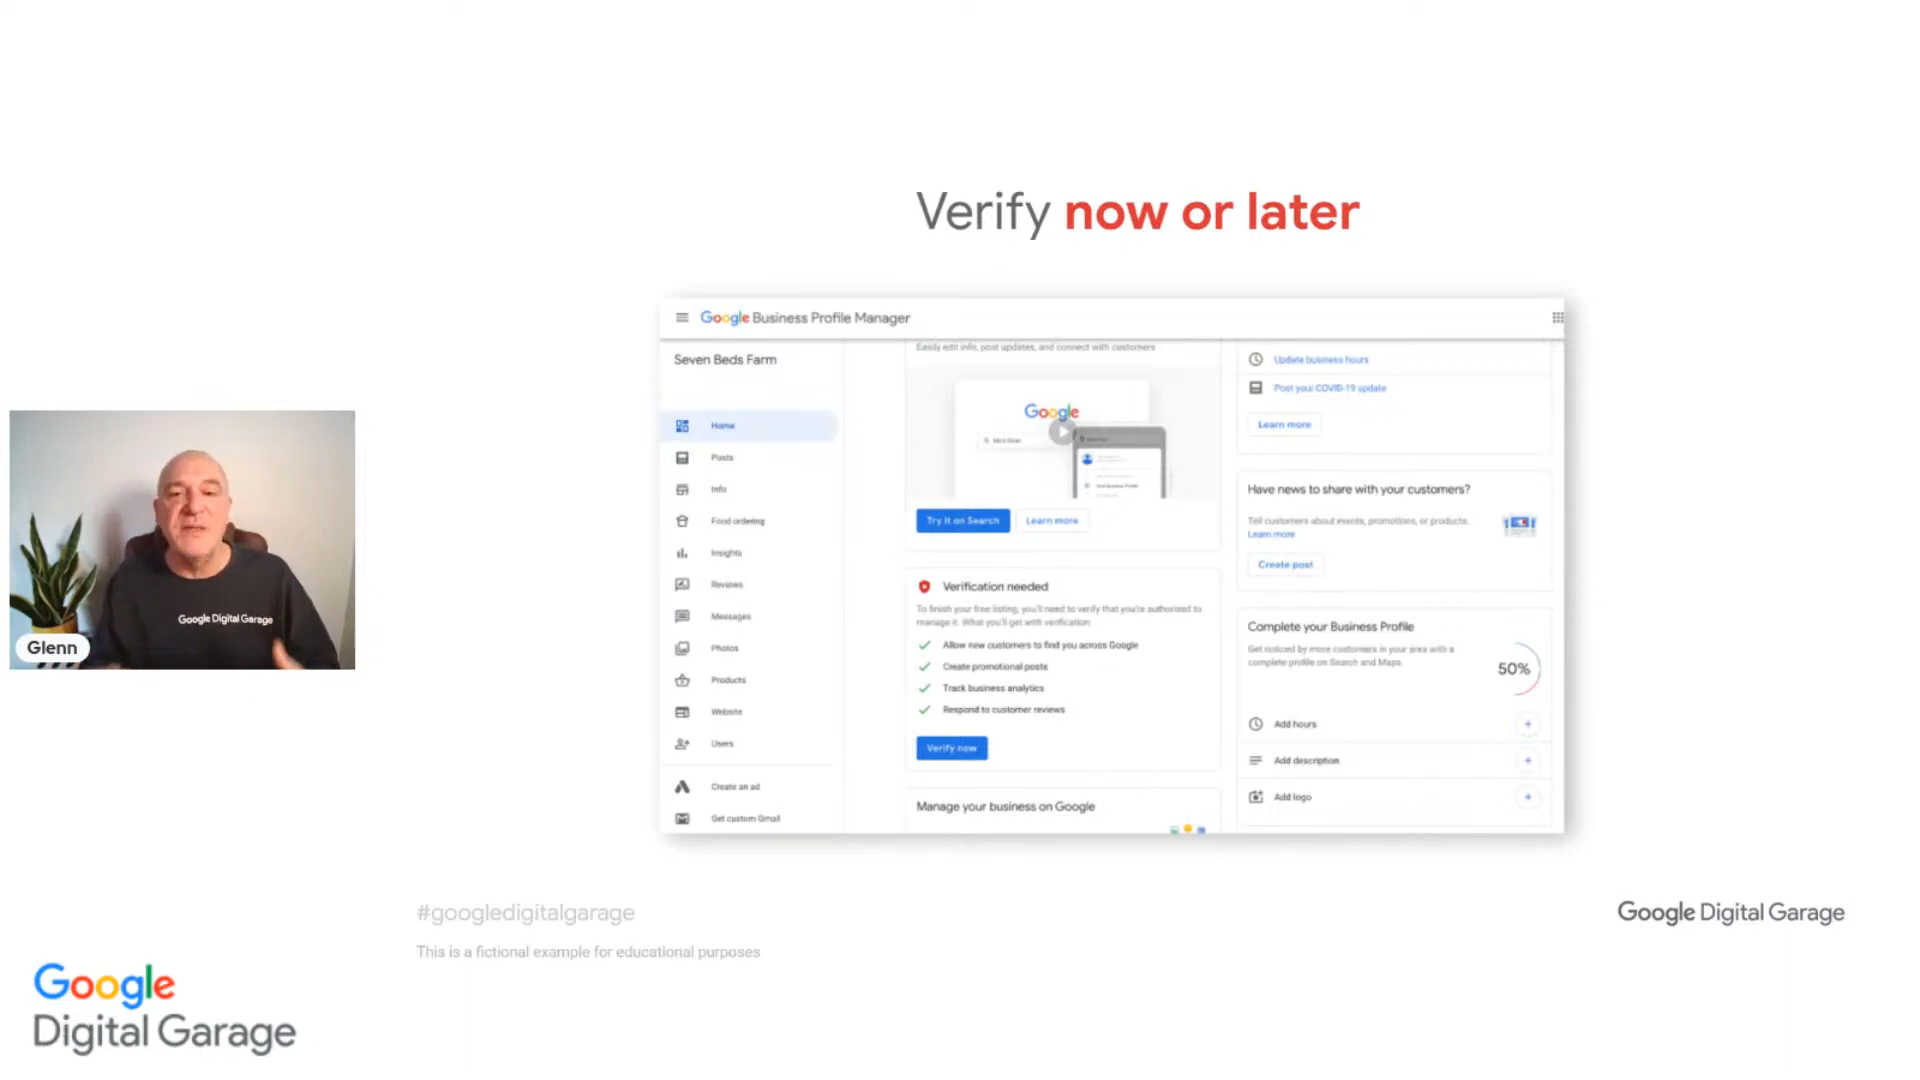 Verify now or later
Google Business Profile Manager
Seven Beds Farm
Home
Posts
Info
Food ordering
Insights
Reviews
Messages
Photos
Products
Website
Users
Create an ad
Get custom Gmail
Easily edit info, post updates, and connect with customers
Google
Try it on Search
Learn more
Verification needed
To finish your free listing, you'll need to verify that you're authorized to
manage it. What you'll get with verification:
Allow new customers to find you across Google
Create promotional posts
Track business analytics
Respond to customer reviews
Verify now
Manage your business on Google
Update business hours
Post your COVID-19 update
Learn more
Have news to share with your customers?
Tell customers about events, promotions, or products.
Learn more
Create post
Complete your Business Profile
Get noticed by more customers in your area with a
complete profile on Search and Maps
50%
Add hours
Add description
Add logo
Google Digital Garage
Glenn
#googledigitalgarage
This is a fictional example for educational purposes
Google Digital Garage
Google
Digital Garage